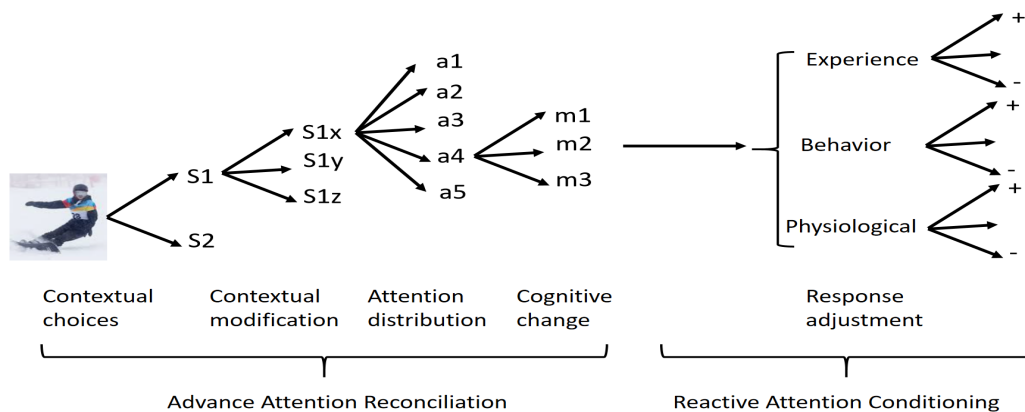 +
a1
Experience
a2
-
S1x
a3
m1
+
S1y
a4
m2
Behavior
S1
S1z
a5
m3
-
+
S2
Physiological
-
Contextual
choices
Contextual
modification
Attention
distribution
Cognitive
change
Response
adjustment
Advance Attention Reconciliation
Reactive Attention Conditioning